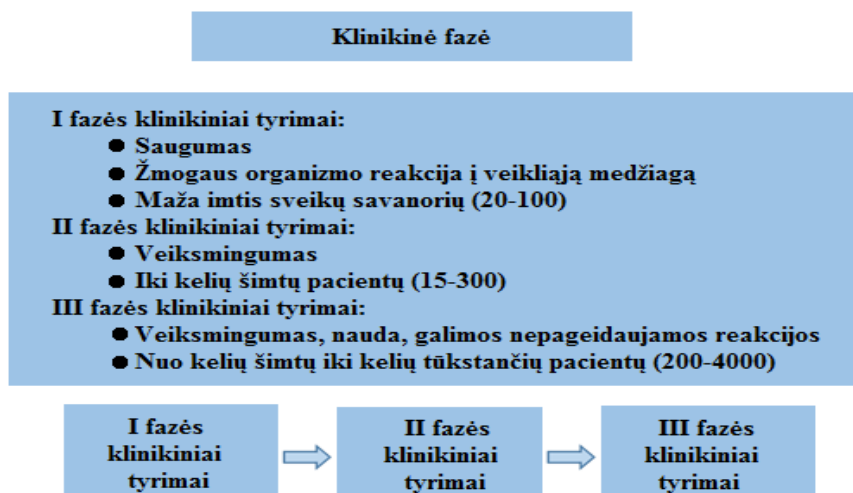 Klinikinė fazė
I fazės klinikiniai tyrimai:
● Saugumas
● Žmogaus organizmo reakcija į veikliąją medžiagą
● Maža imtis sveikų savanorių (20-100)
II fazės klinikiniai tyrimai:
● Veiksmingumas
● Iki kelių šimtų pacientų (15-300)
III fazės klinikiniai tyrimai:
● Veiksmingumas, nauda, galimos nepageidaujamos reakcijos
● Nuo kelių šimtų iki kelių tūkstančių pacientų (200-4000)
I fazės
klinikiniai
tyrimai
II fazės
klinikiniai
tyrimai
III fazės
klinikiniai
tyrimai